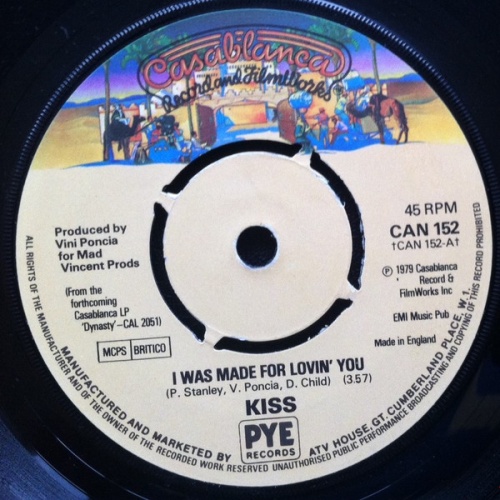 Casablanca
Record and FilmWorks
45 RPM
CAN 152
†CAN 152-A†
Produced by
Vini Poncia
for Mad
Vincent Prods
(From the
forthcoming
Casablanca LP
'Dynasty'-CAL 2051)
MCPS BRITICO
℗ 1979 Casablanca
Record &
FilmWorks Inc
EMI Music Pub
Made in England
I WAS MADE FOR LOVIN' YOU
(P. Stanley, V. Poncia, D. Child) (3.57)
KISS
PYE
RECORDS
MANUFACTURED AND MARKETED BY
ATV HOUSE, GT. CUMBERLAND PLACE, W.1.
ALL RIGHTS OF THE MANUFACTURER AND OF THE OWNER OF THE RECORDED WORK RESERVED UNAUTHORISED PUBLIC PERFORMANCE BROADCASTING AND COPYING OF THIS RECORD PROHIBITED